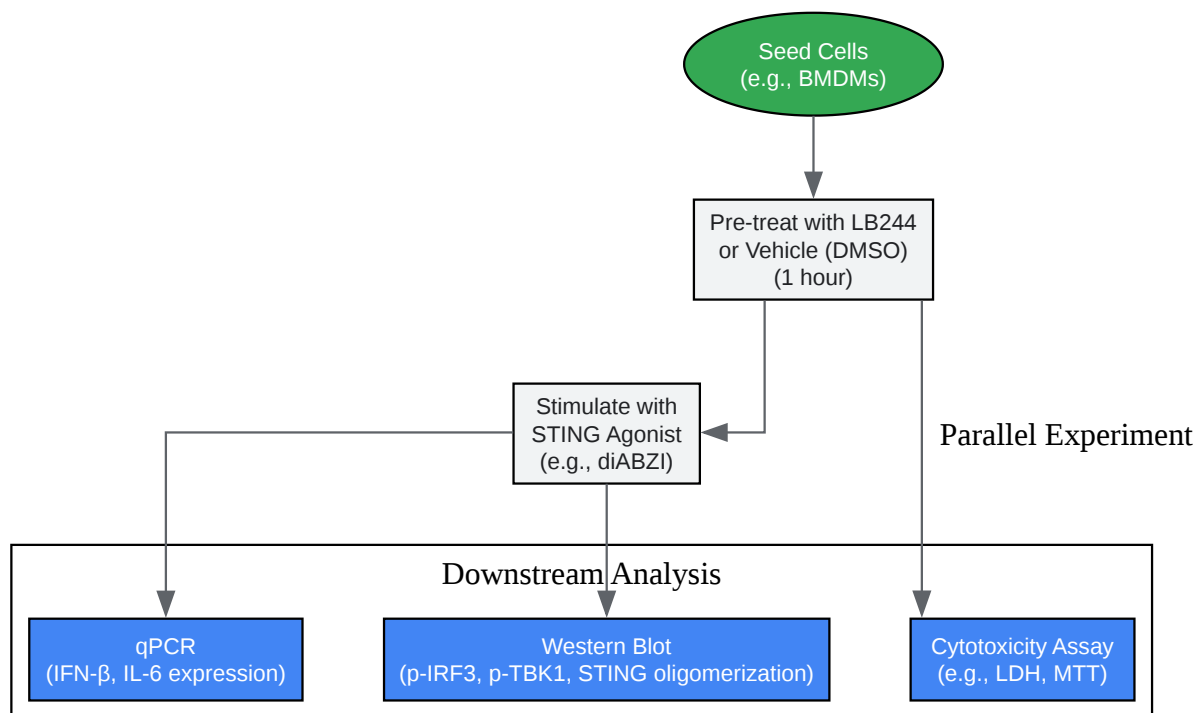 Seed Cells
(e.g., BMDMs)
Pre-treat with LB244
or Vehicle (DMSO)
(1 hour)
Stimulate with
STING Agonist
(e.g., diABZI)
Parallel Experiment
Downstream Analysis
qPCR
(IFN-β, IL-6 expression)
Western Blot
(p-IRF3, p-TBK1, STING oligomerization)
Cytotoxicity Assay
(e.g., LDH, MTT)